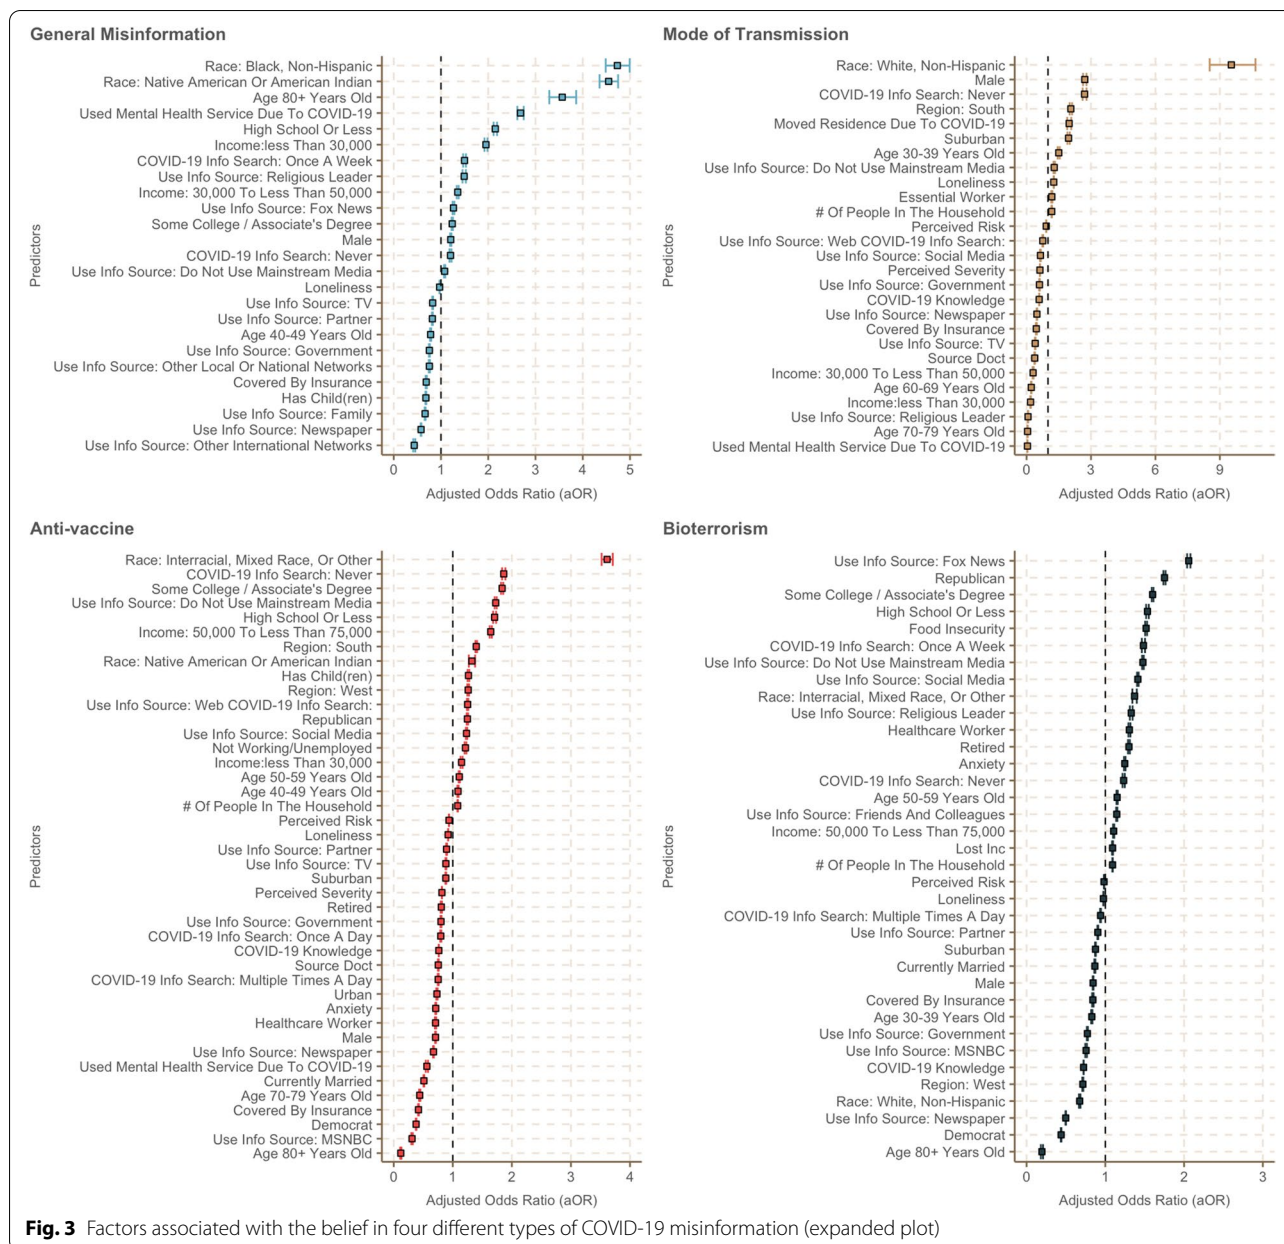 General Misinformation
Race: Black, Non-Hispanic
Race: Native American Or American Indian
Age 80+ Years Old
Used Mental Health Service Due To COVID-19
High School Or Less
Income:less Than 30,000
COVID-19 Info Search: Once A Week
Use Info Source: Religious Leader
Income: 30,000 To Less Than 50,000
Use Info Source: Fox News
Some College / Associate's Degree
Male
COVID-19 Info Search: Never
Use Info Source: Do Not Use Mainstream Media
Loneliness
Use Info Source: TV
Use Info Source: Partner
Age 40-49 Years Old
Use Info Source: Government
Use Info Source: Other Local Or National Networks
Covered By Insurance
Has Child(ren)
Use Info Source: Family
Use Info Source: Newspaper
Use Info Source: Other International Networks
Predictors
0 1 2 3 4 5
Adjusted Odds Ratio (aOR)
Mode of Transmission
Race: White, Non-Hispanic
Male
COVID-19 Info Search: Never
Region: South
Moved Residence Due To COVID-19
Suburban
Age 30-39 Years Old
Use Info Source: Do Not Use Mainstream Media
Loneliness
Essential Worker
# Of People In The Household
Perceived Risk
Use Info Source: Web COVID-19 Info Search:
Use Info Source: Social Media
Perceived Severity
Use Info Source: Government
COVID-19 Knowledge
Use Info Source: Newspaper
Covered By Insurance
Use Info Source: TV
Source Doct
Income: 30,000 To Less Than 50,000
Age 60-69 Years Old
Income:less Than 30,000
Use Info Source: Religious Leader
Age 70-79 Years Old
Used Mental Health Service Due To COVID-19
Predictors
0 3 6 9
Adjusted Odds Ratio (aOR)
Anti-vaccine
Race: Interracial, Mixed Race, Or Other
COVID-19 Info Search: Never
Some College / Associate's Degree
Use Info Source: Do Not Use Mainstream Media
High School Or Less
Income: 50,000 To Less Than 75,000
Region: South
Race: Native American Or American Indian
Has Child(ren)
Region: West
Use Info Source: Web COVID-19 Info Search:
Republican
Use Info Source: Social Media
Not Working/Unemployed
Income:less Than 30,000
Age 50-59 Years Old
Age 40-49 Years Old
# Of People In The Household
Perceived Risk
Loneliness
Use Info Source: Partner
Use Info Source: TV
Suburban
Perceived Severity
Retired
Use Info Source: Government
COVID-19 Info Search: Once A Day
COVID-19 Knowledge
Source Doct
COVID-19 Info Search: Multiple Times A Day
Urban
Anxiety
Healthcare Worker
Male
Use Info Source: Newspaper
Used Mental Health Service Due To COVID-19
Currently Married
Age 70-79 Years Old
Covered By Insurance
Democrat
Use Info Source: MSNBC
Age 80+ Years Old
Predictors
0 1 2 3 4
Adjusted Odds Ratio (aOR)
Bioterrorism
Use Info Source: Fox News
Republican
Some College / Associate's Degree
High School Or Less
Food Insecurity
COVID-19 Info Search: Once A Week
Use Info Source: Do Not Use Mainstream Media
Use Info Source: Social Media
Race: Interracial, Mixed Race, Or Other
Use Info Source: Religious Leader
Healthcare Worker
Retired
Anxiety
COVID-19 Info Search: Never
Age 50-59 Years Old
Use Info Source: Friends And Colleagues
Income: 50,000 To Less Than 75,000
Lost Inc
# Of People In The Household
Perceived Risk
Loneliness
COVID-19 Info Search: Multiple Times A Day
Use Info Source: Partner
Suburban
Currently Married
Male
Covered By Insurance
Age 30-39 Years Old
Use Info Source: Government
Use Info Source: MSNBC
COVID-19 Knowledge
Region: West
Race: White, Non-Hispanic
Use Info Source: Newspaper
Democrat
Age 80+ Years Old
Predictors
0 1 2 3
Adjusted Odds Ratio (aOR)
Fig. 3 Factors associated with the belief in four different types of COVID-19 misinformation (expanded plot)